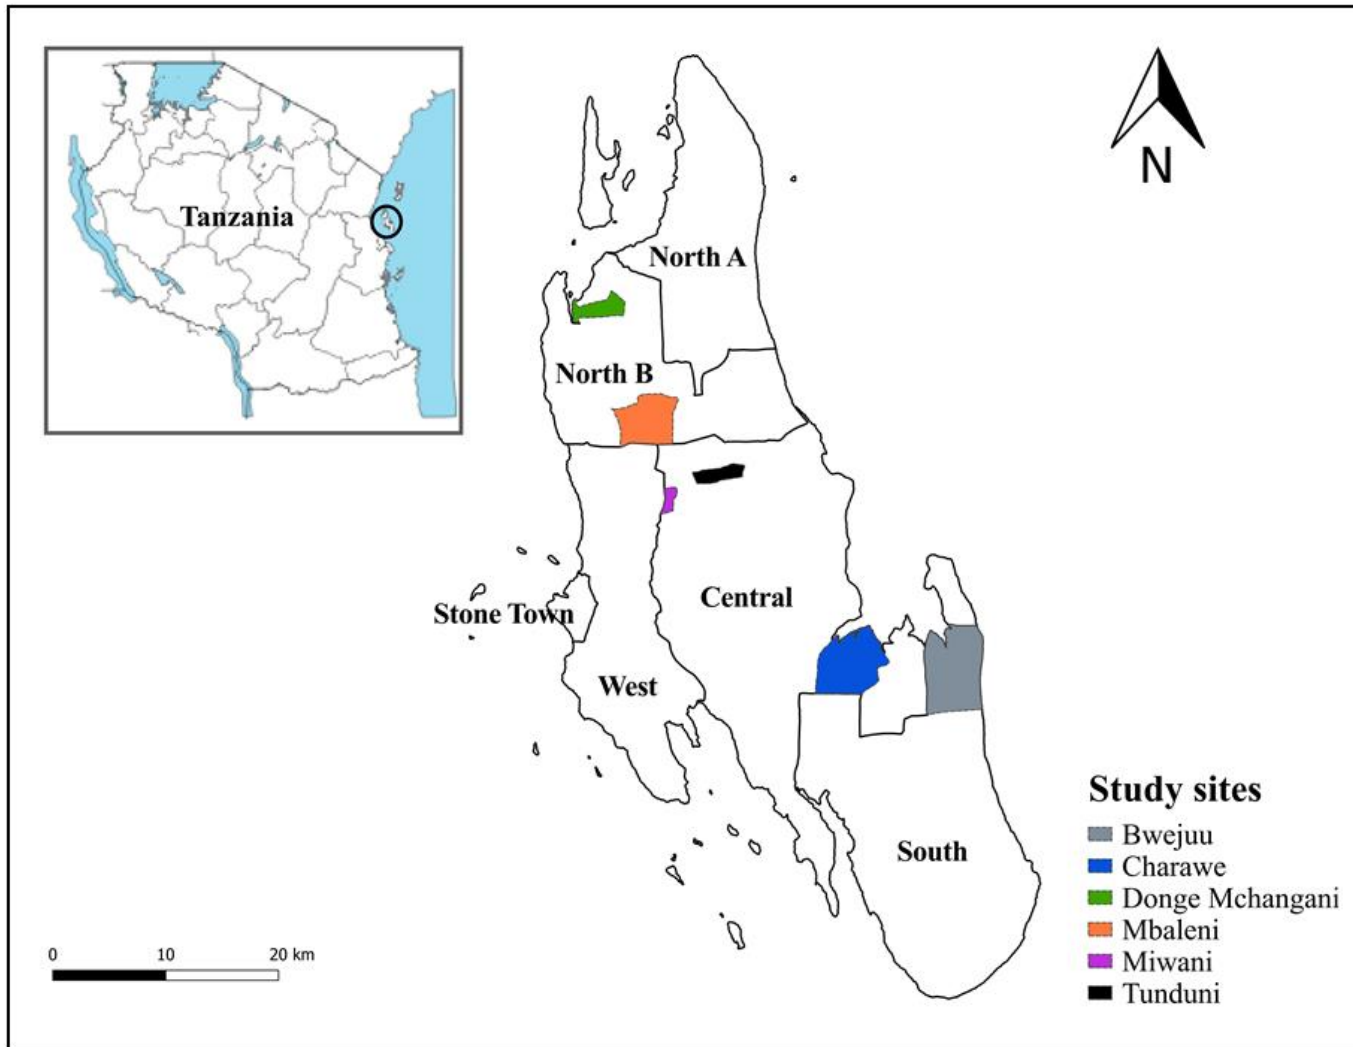 Tanzania
N
North A
North B
Central
Stone Town
West
South
Study sites
Bwejuu
Charawe
Donge Mchangani
Mbaleni
Miwani
Tunduni
0 10 20 km